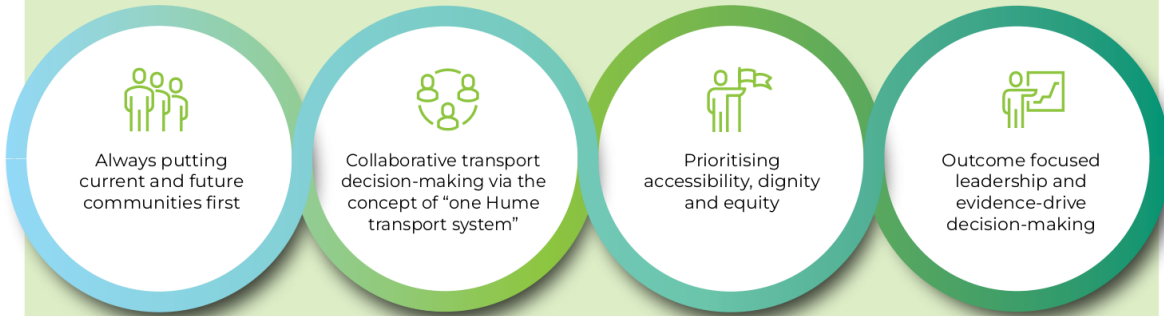 Always putting
current and future
communities first
Collaborative transport
decision-making via the
concept of “one Hume
transport system”
Prioritising
accessibility, dignity
and equity
Outcome focused
leadership and
evidence-drive
decision-making